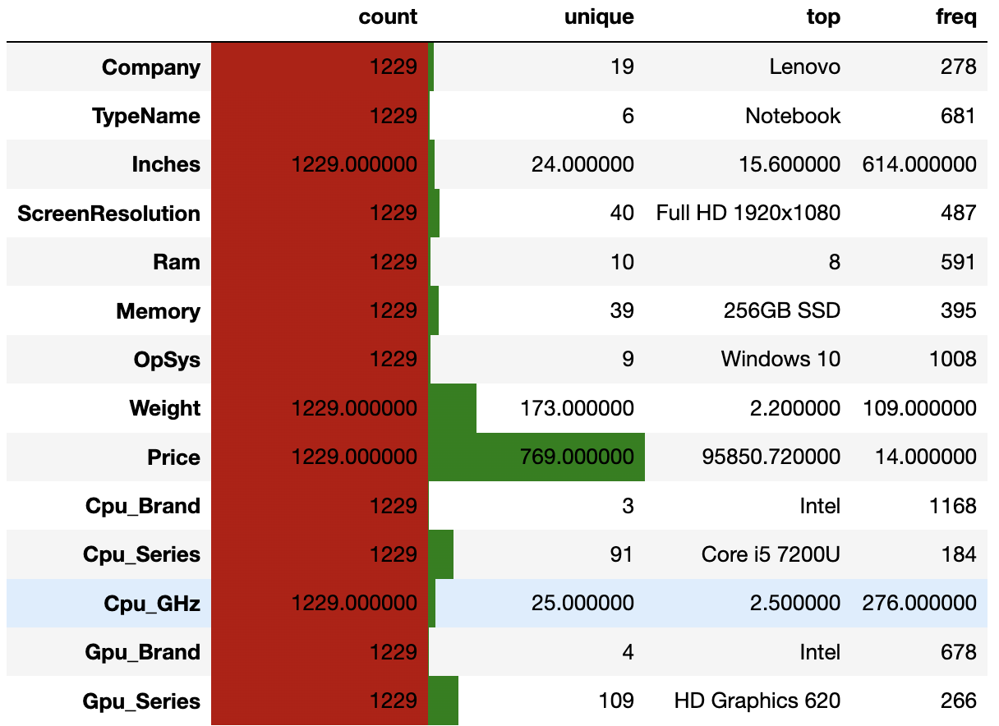 count unique top freq
Company 1229 19 Lenovo 278
TypeName 1229 6 Notebook 681
Inches 1229.000000 24.000000 15.600000 614.000000
ScreenResolution 1229 40 Full HD 1920x1080 487
Ram 1229 10 8 591
Memory 1229 39 256GB SSD 395
OpSys 1229 9 Windows 10 1008
Weight 1229.000000 173.000000 2.200000 109.000000
Price 1229.000000 769.000000 95850.720000 14.000000
Cpu_Brand 1229 3 Intel 1168
Cpu_Series 1229 91 Core i5 7200U 184
Cpu_GHz 1229.000000 25.000000 2.500000 276.000000
Gpu_Brand 1229 4 Intel 678
Gpu_Series 1229 109 HD Graphics 620 266